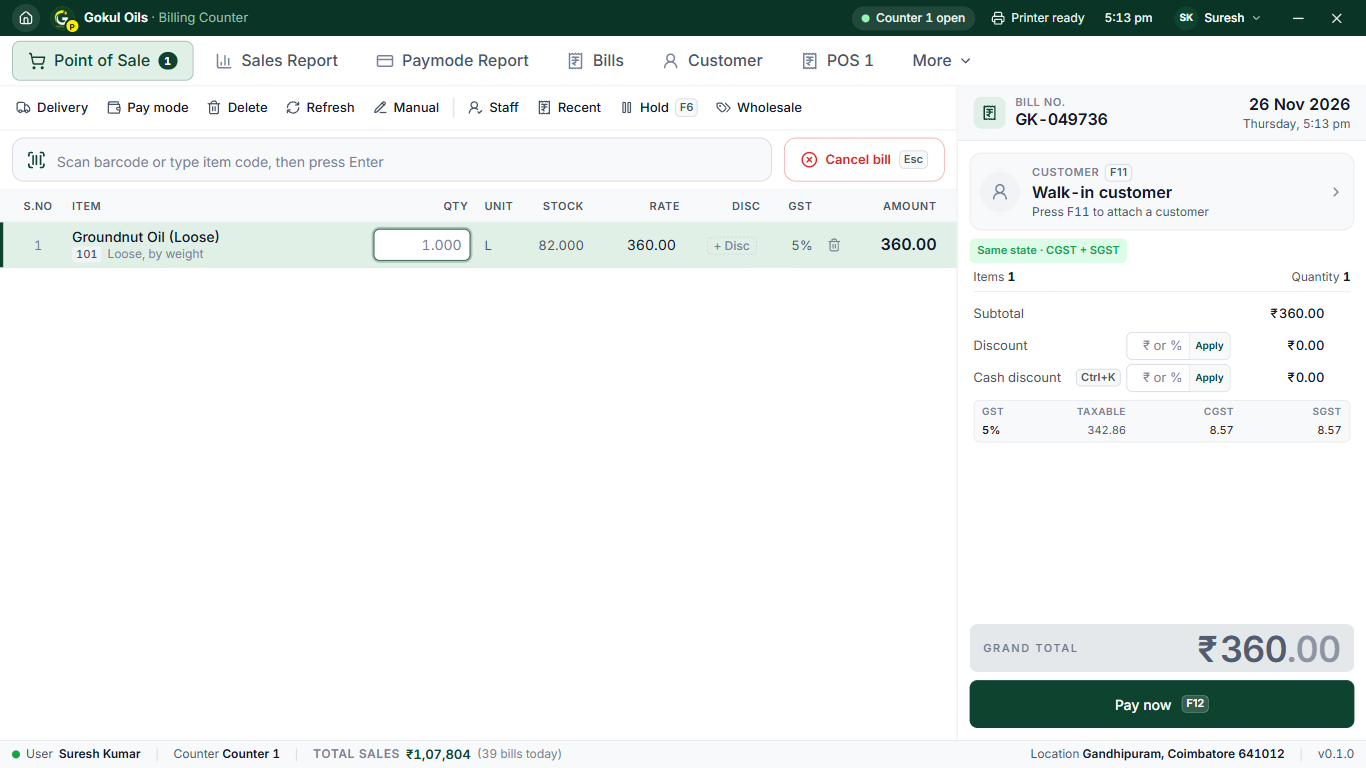 Gokul Oils · Billing Counter
Counter 1 open
Printer ready
5:13 pm
SK Suresh
Point of Sale 1
Sales Report
Paymode Report
Bills
Customer
POS 1
More
Delivery
Pay mode
Delete
Refresh
Manual
Staff
Recent
Hold F6
Wholesale
BILL NO.
GK-049736
26 Nov 2026
Thursday, 5:13 pm
Scan barcode or type item code, then press Enter
Cancel bill Esc
CUSTOMER F11
Walk-in customer
Press F11 to attach a customer
S.NO ITEM QTY UNIT STOCK RATE DISC GST AMOUNT
1 Groundnut Oil (Loose) 1.000 L 82.000 360.00 + Disc 5% 360.00
101 Loose, by weight
Same state · CGST + SGST
Items 1 Quantity 1
Subtotal ₹360.00
Discount ₹ or % Apply ₹0.00
Cash discount Ctrl+K ₹ or % Apply ₹0.00
GST TAXABLE CGST SGST
5% 342.86 8.57 8.57
GRAND TOTAL ₹360.00
Pay now F12
User Suresh Kumar
Counter Counter 1
TOTAL SALES ₹1,07,804 (39 bills today)
Location Gandhipuram, Coimbatore 641012
v0.1.0